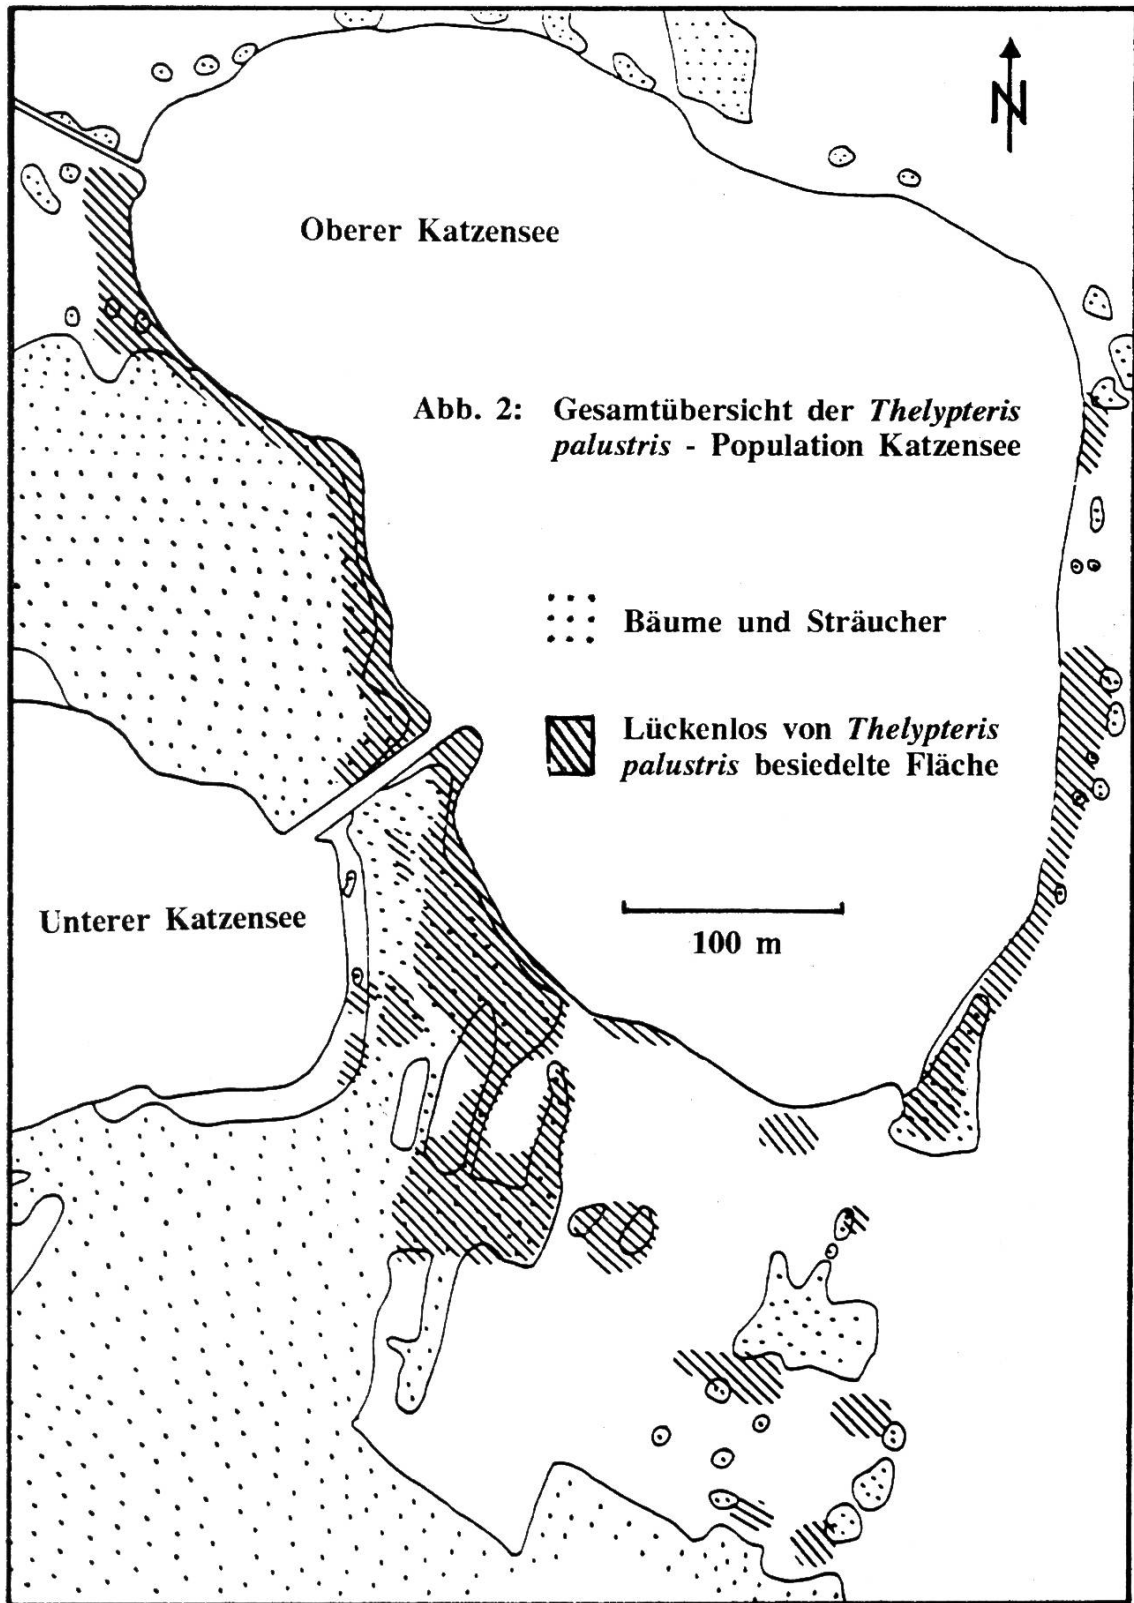 N
Oberer Katzensee
Abb. 2: Gesamtübersicht der Thelypteris
palustris - Population Katzensee
Bäume und Sträucher
Lückenlos von Thelypteris
palustris besiedelte Fläche
Unterer Katzensee
100 m